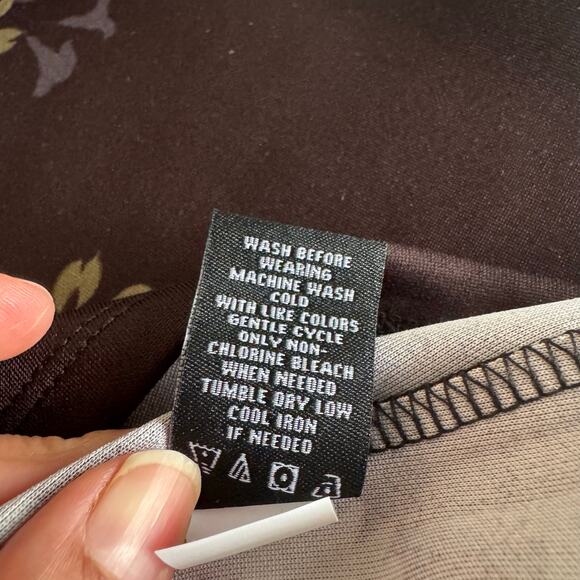 WASH BEFORE
WEARING
MACHINE WASH
COLD
WITH LIKE COLORS
GENTLE CYCLE
ONLY NON-
CHLORINE BLEACH
WHEN NEEDED
TUMBLE DRY LOW
COOL IRON
IF NEEDED